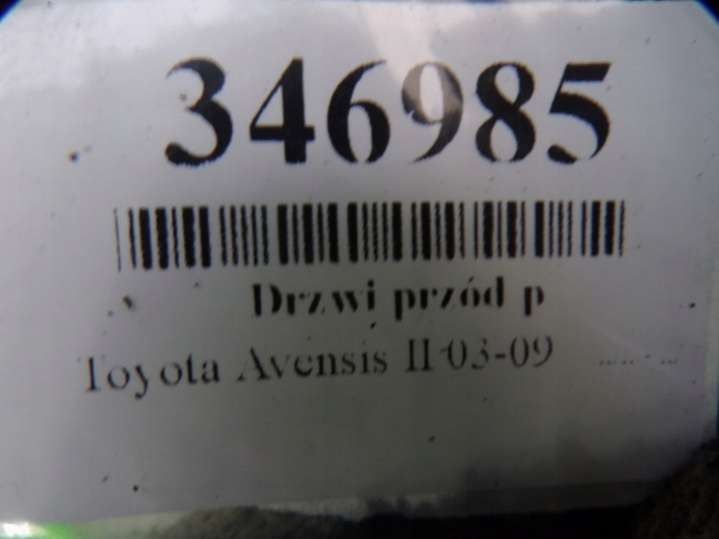 346985
Drzwi przód p
Toyota Avensis II 03-09